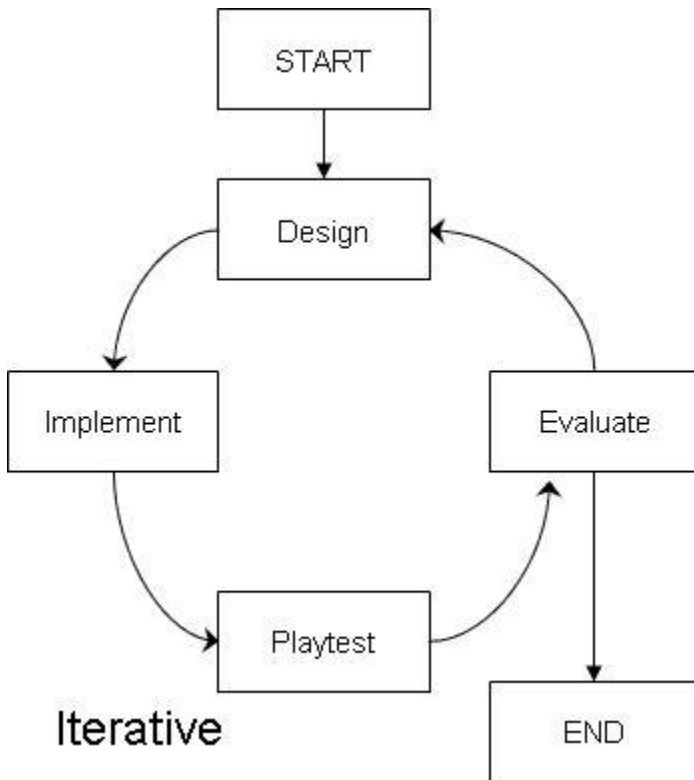 START
Design
Implement
Evaluate
Playtest
Iterative
END